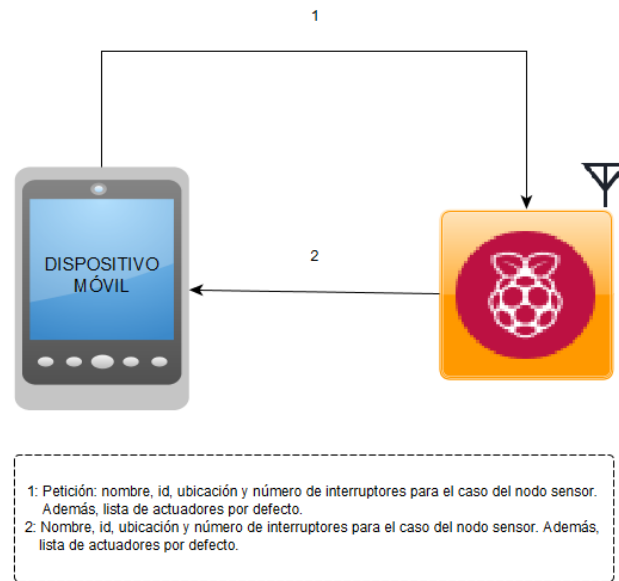 1
2
DISPOSITIVO
MÓVIL
1: Petición: nombre, id, ubicación y número de interruptores para el caso del nodo sensor.
Además, lista de actuadores por defecto.
2: Nombre, id, ubicación y número de interruptores para el caso del nodo sensor. Además,
lista de actuadores por defecto.